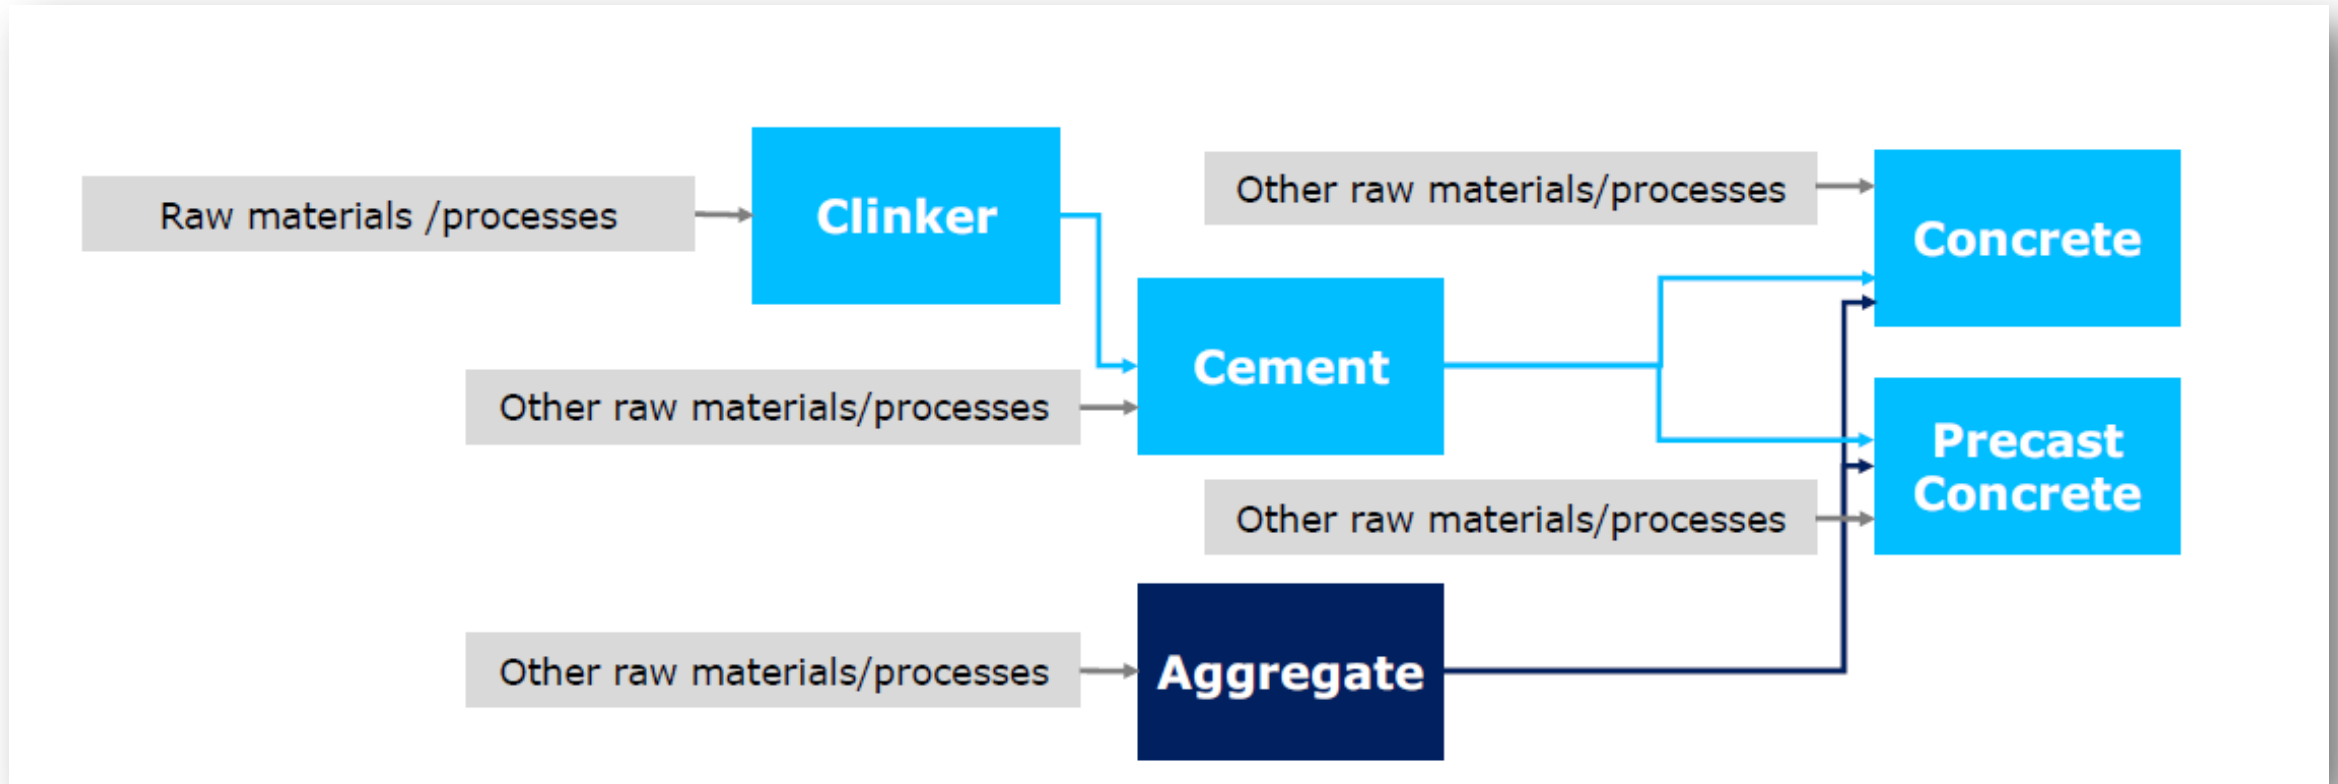 Raw materials /processes
Clinker
Other raw materials/processes
Concrete
Other raw materials/processes
Cement
Precast
Concrete
Other raw materials/processes
Other raw materials/processes
Aggregate